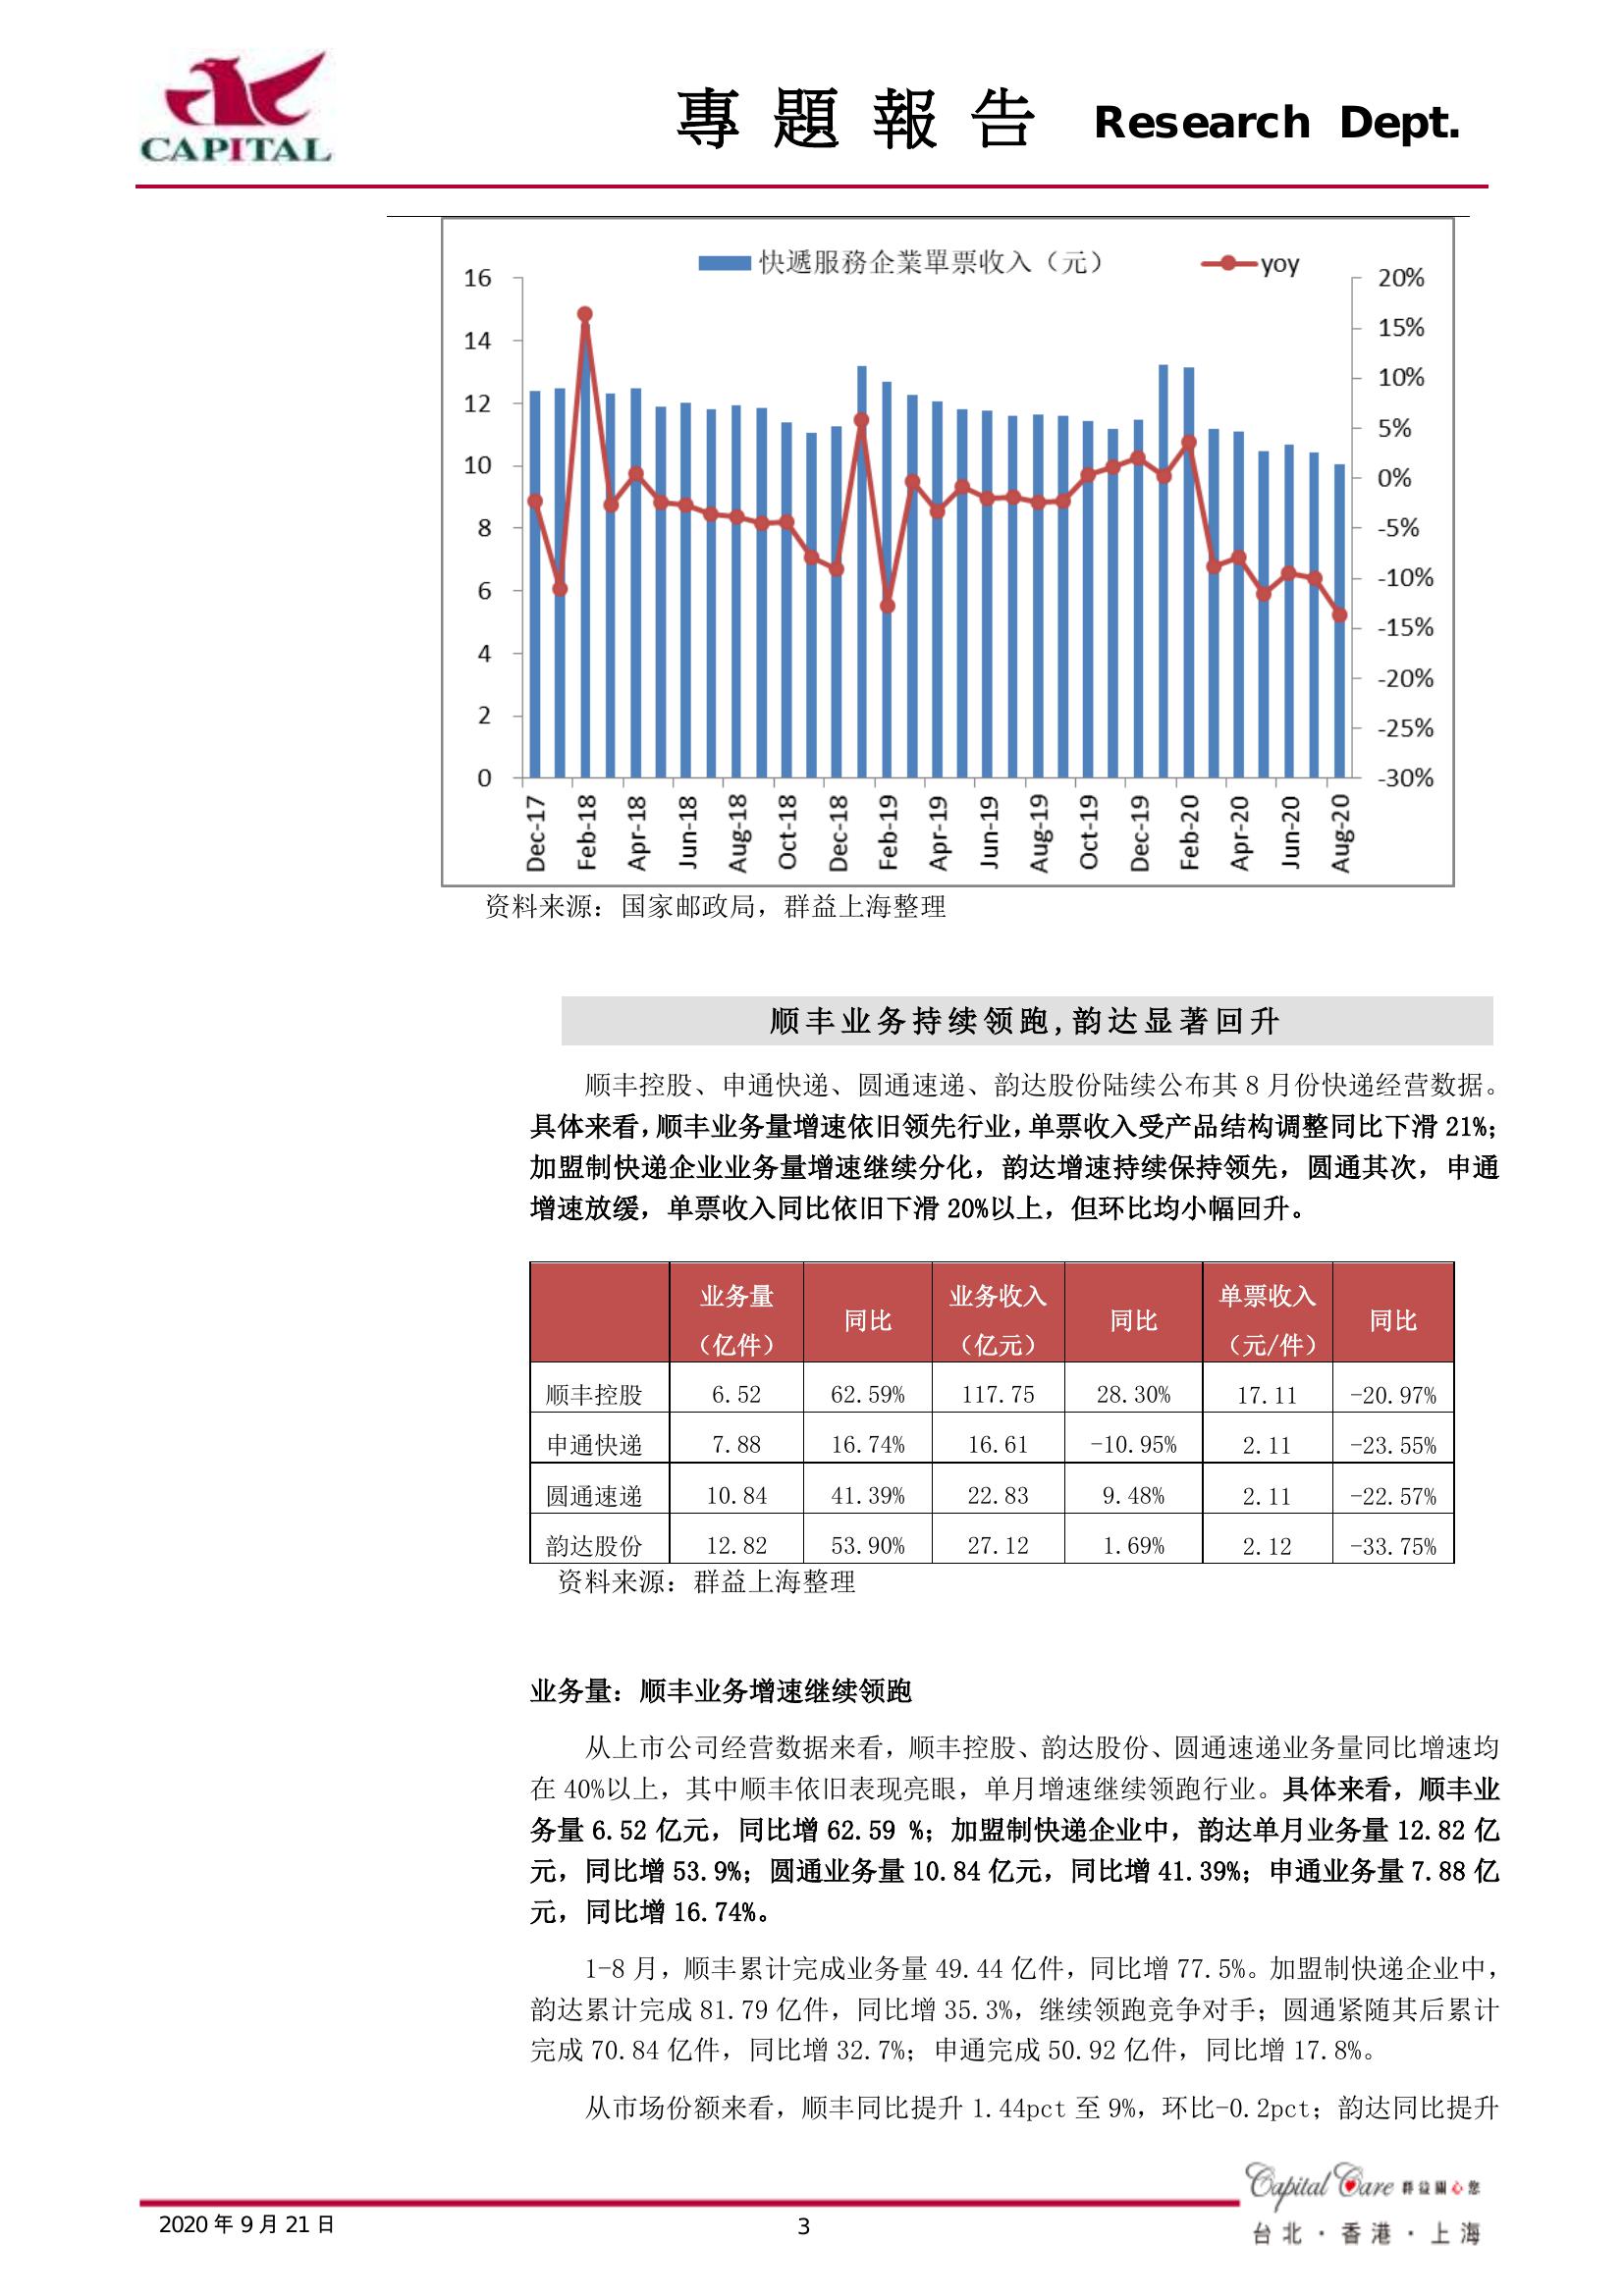 CAPITAL
專題報告 Research Dept.
快遞服務企業單票收入（元） yoy
16 20%
14 15%
12 10%
10 5%
8 0%
6 -5%
4 -10%
2 -15%
0 -20%
-25%
-30%
Dec-17 Feb-18 Apr-18 Jun-18 Aug-18 Oct-18 Dec-18 Feb-19 Apr-19 Jun-19 Aug-19 Oct-19 Dec-19 Feb-20 Apr-20 Jun-20 Aug-20
资料来源：国家邮政局，群益上海整理
顺丰业务持续领跑,韵达显著回升
顺丰控股、申通快递、圆通速递、韵达股份陆续公布其 8 月份快递经营数据。
具体来看，顺丰业务量增速依旧领先行业，单票收入受产品结构调整同比下滑 21%；
加盟制快递企业业务量增速继续分化，韵达增速持续保持领先，圆通其次，申通
增速放缓，单票收入同比依旧下滑 20%以上，但环比均小幅回升。
业务量（亿件） 同比 业务收入（亿元） 同比 单票收入（元/件） 同比
顺丰控股 6.52 62.59% 117.75 28.30% 17.11 -20.97%
申通快递 7.88 16.74% 16.61 -10.95% 2.11 -23.55%
圆通速递 10.84 41.39% 22.83 9.48% 2.11 -22.57%
韵达股份 12.82 53.90% 27.12 1.69% 2.12 -33.75%
资料来源：群益上海整理
业务量：顺丰业务增速继续领跑
从上市公司经营数据来看，顺丰控股、韵达股份、圆通速递业务量同比增速均
在 40%以上，其中顺丰依旧表现亮眼，单月增速继续领跑行业。具体来看，顺丰业
务量 6.52 亿元，同比增 62.59 %；加盟制快递企业中，韵达单月业务量 12.82 亿
元，同比增 53.9%；圆通业务量 10.84 亿元，同比增 41.39%；申通业务量 7.88 亿
元，同比增 16.74%。
1-8 月，顺丰累计完成业务量 49.44 亿件，同比增 77.5%。加盟制快递企业中，
韵达累计完成 81.79 亿件，同比增 35.3%，继续领跑竞争对手；圆通紧随其后累计
完成 70.84 亿件，同比增 32.7%；申通完成 50.92 亿件，同比增 17.8%。
从市场份额来看，顺丰同比提升 1.44pct 至 9%，环比-0.2pct；韵达同比提升
Capital Care 群益關心您
2020 年 9 月 21 日
3
台北・香港・上海